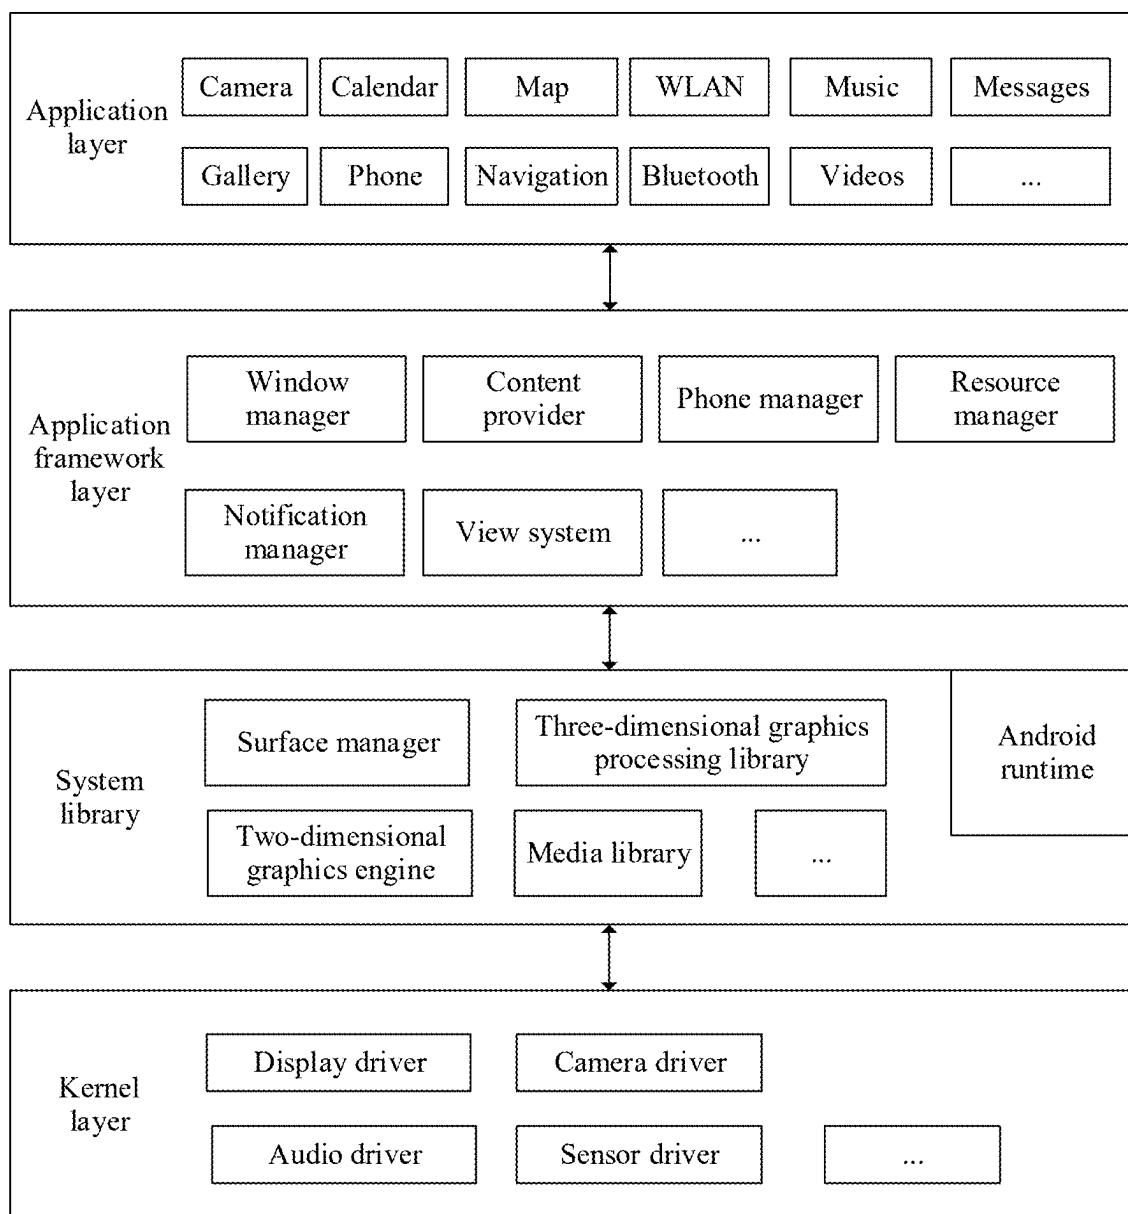 Application
layer
Camera
Calendar
Map
WLAN
Music
Messages
Gallery
Phone
Navigation
Bluetooth
Videos
...
Application
framework
layer
Window
manager
Content
provider
Phone manager
Resource
manager
Notification
manager
View system
...
System
library
Surface manager
Three-dimensional graphics
processing library
Android
runtime
Two-dimensional
graphics engine
Media library
...
Kernel
layer
Display driver
Camera driver
Audio driver
Sensor driver
...